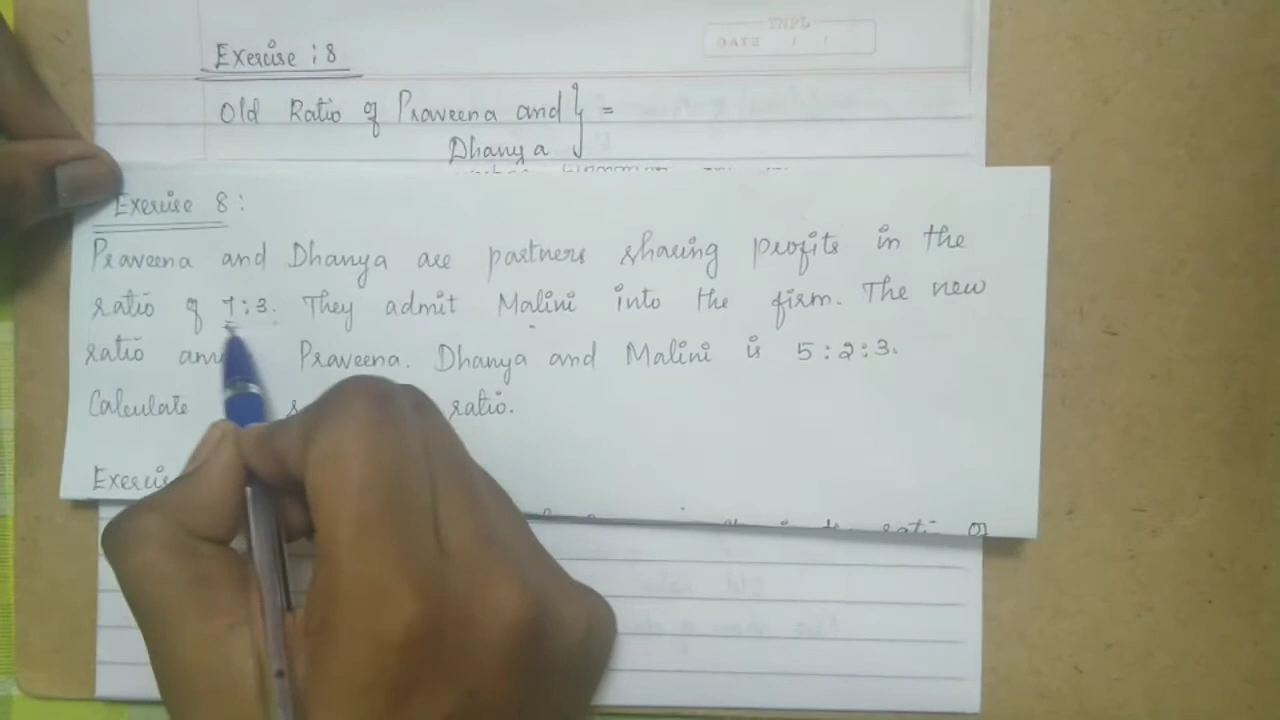 TNPL
DATE / /
Exercise : 8
Old Ratio of Praveena and } =
Dhanya
Exercise 8 :
Praveena and Dhanya are partners sharing profits in the
ratio of 7:3. They admit Malini into the firm. The new
ratio Praveena. Dhanya and Malini is 5:2:3.
Calculate ratio.